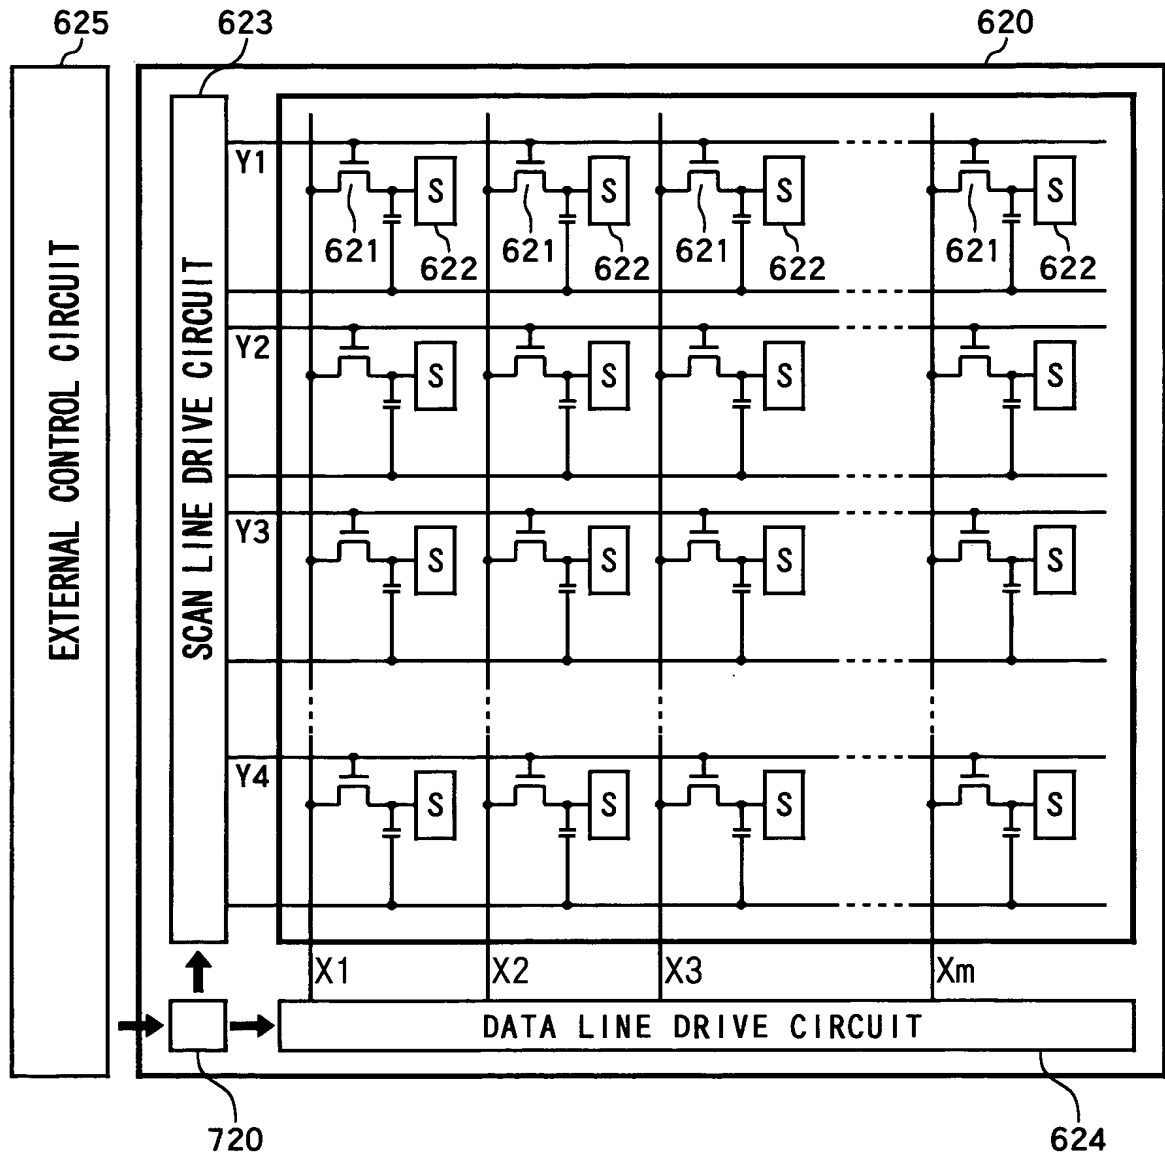 625
623
620
EXTERNAL CONTROL CIRCUIT
SCAN LINE DRIVE CIRCUIT
Y1
S
S
S
S
621
622
621
622
621
622
621
622
Y2
S
S
S
S
Y3
S
S
S
S
Y4
S
S
S
S
X1
X2
X3
Xm
DATA LINE DRIVE CIRCUIT
720
624